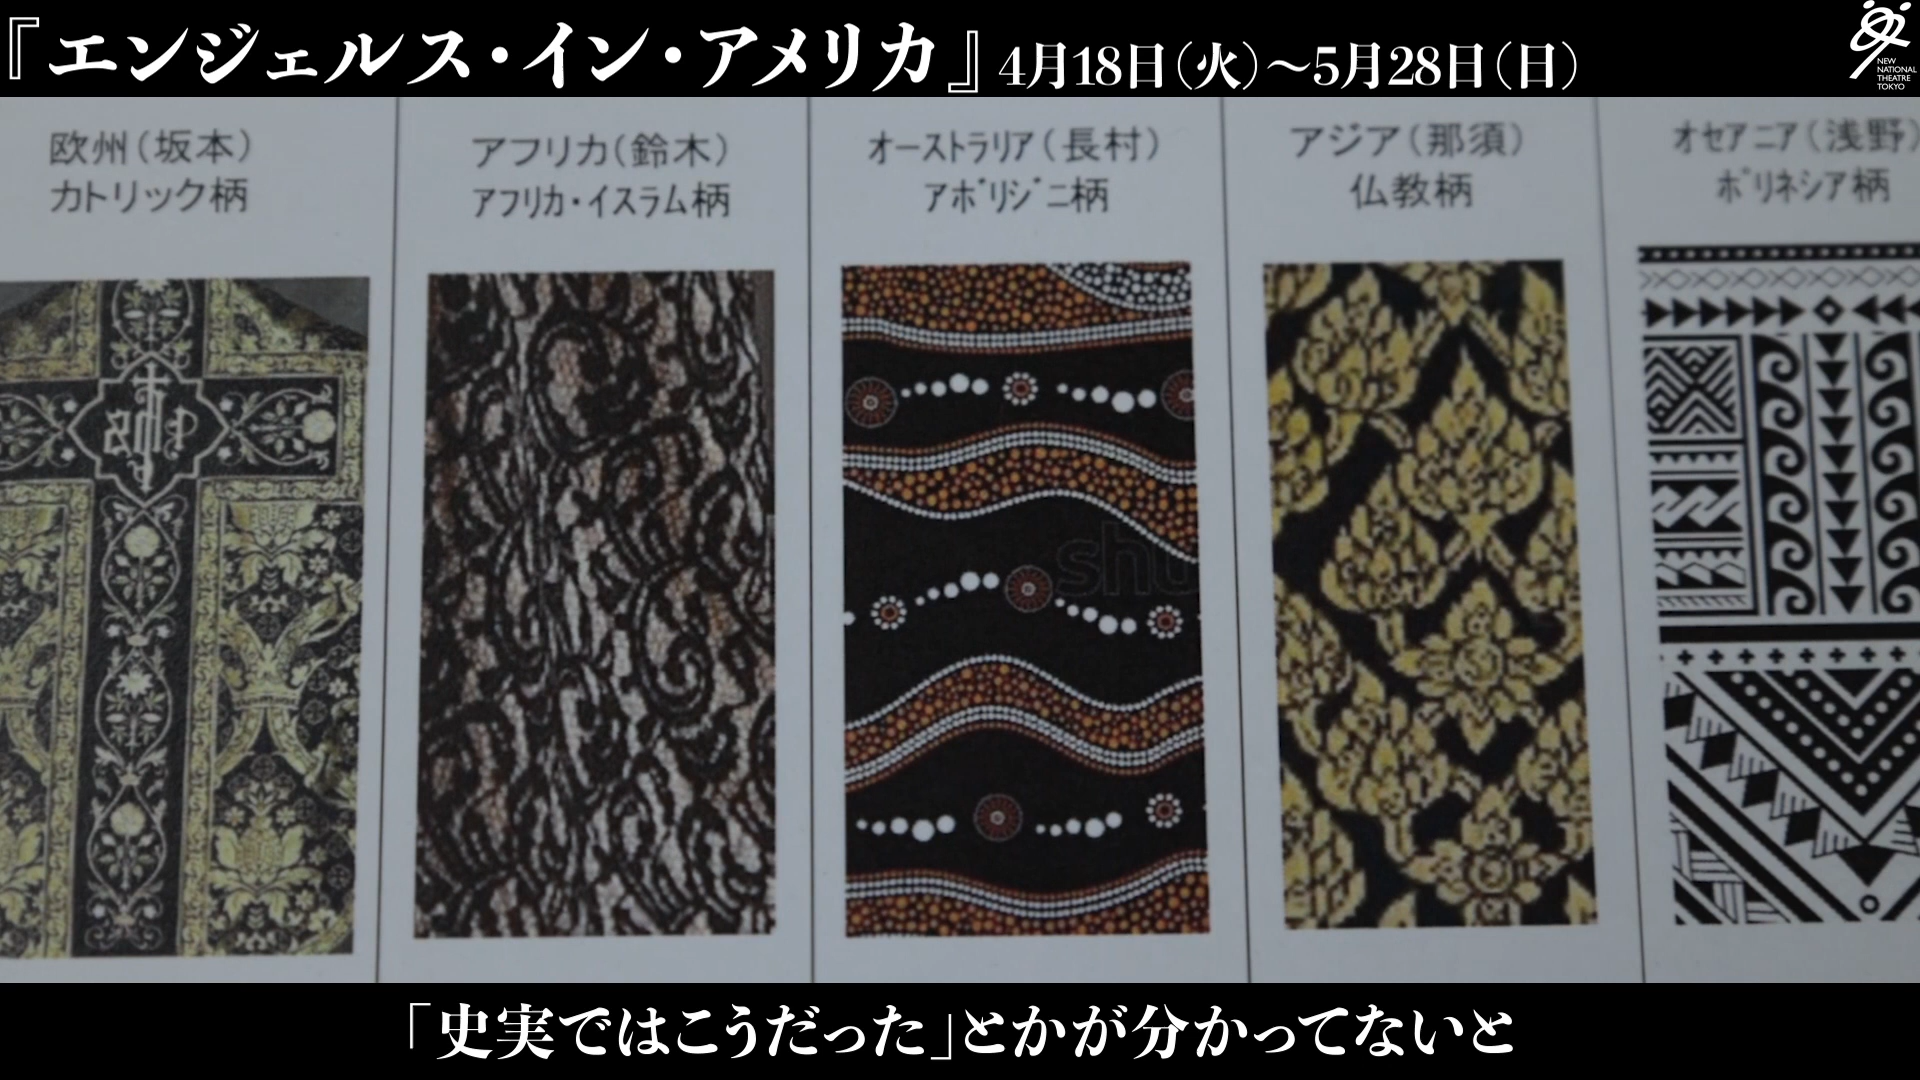 『エンジェルス・イン・アメリカ』4月18日(火)〜5月28日(日)
NEW
NATIONAL
THEATRE
TOKYO
欧州(坂本)
カトリック柄
アフリカ(鈴木)
アフリカ・イスラム柄
オーストラリア(長村)
アボリジニ柄
アジア(那須)
仏教柄
オセアニア(浅野)
ポリネシア柄
shu
「史実ではこうだった」とかが分かってないと